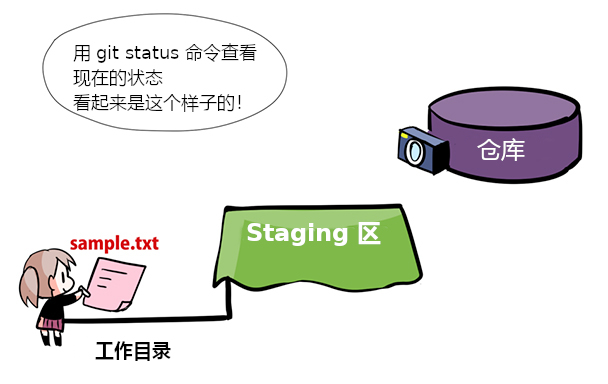 用 git status 命令查看
现在的状态
看起来是这个样子的!
仓库
Staging 区
sample.txt
工作目录